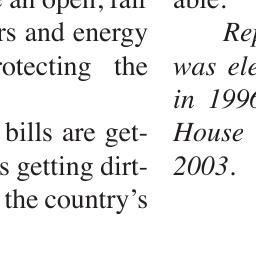 an open, fair
rs and energy
rotecting the
bills are get-
s getting dirt-
the country's
able.
Rep
was ele
in 1996
House
2003.